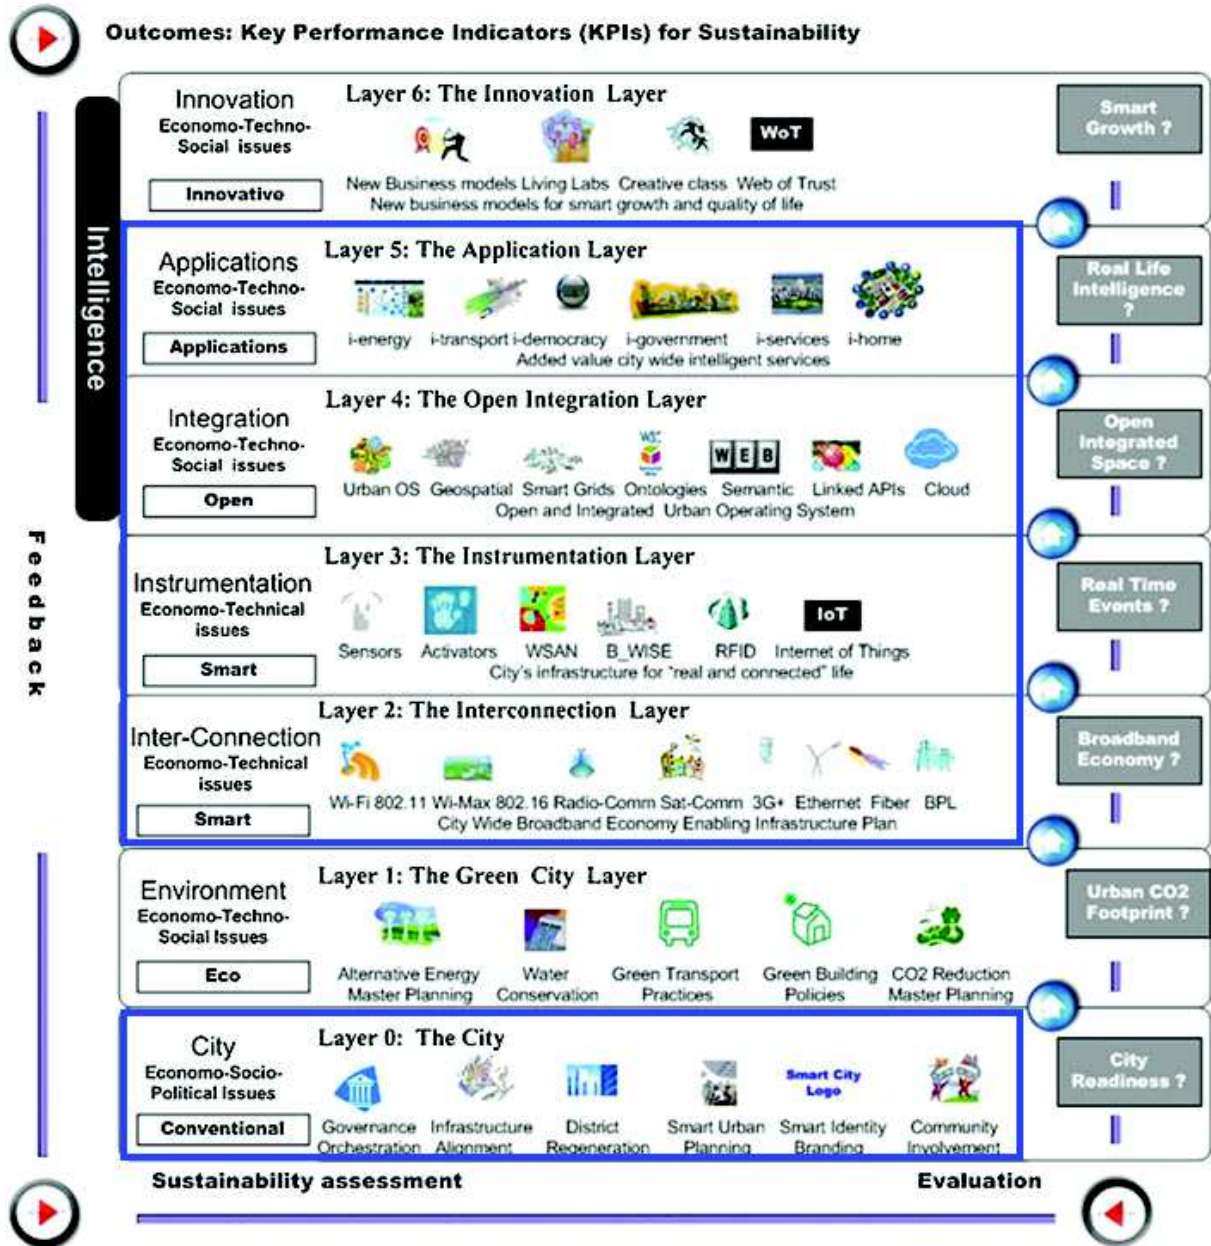 Outcomes: Key Performance Indicators (KPIs) for Sustainability
Intelligence
Feedback
Innovation
Economo-Techno-
Social issues
Innovative
Layer 6: The Innovation Layer
WoT
New Business models Living Labs Creative class Web of Trust
New business models for smart growth and quality of life
Smart
Growth ?
Applications
Economo-Techno-
Social issues
Applications
Layer 5: The Application Layer
i-energy i-transport i-democracy i-government i-services i-home
Added value city wide intelligent services
Real Life
Intelligence
?
Integration
Economo-Techno-
Social issues
Open
Layer 4: The Open Integration Layer
WEB
Urban OS Geospatial Smart Grids Ontologies Semantic Linked APIs Cloud
Open and Integrated Urban Operating System
Open
Integrated
Space ?
Instrumentation
Economo-Technical
issues
Smart
Layer 3: The Instrumentation Layer
IoT
Sensors Activators WSAN B_WISE RFID Internet of Things
City's infrastructure for "real and connected" life
Real Time
Events ?
Inter-Connection
Economo-Technical
issues
Smart
Layer 2: The Interconnection Layer
Wi-Fi 802.11 Wi-Max 802.16 Radio-Comm Sat-Comm 3G+ Ethernet Fiber BPL
City Wide Broadband Economy Enabling Infrastructure Plan
Broadband
Economy ?
Environment
Economo-Techno-
Social Issues
Eco
Layer 1: The Green City Layer
Alternative Energy Water Green Transport Green Building CO2 Reduction
Master Planning Conservation Practices Policies Master Planning
Urban CO2
Footprint ?
City
Economo-Socio-
Political Issues
Conventional
Layer 0: The City
Smart City
Logo
Governance Infrastructure District Smart Urban Smart Identity Community
Orchestration Alignment Regeneration Planning Branding Involvement
City
Readiness ?
Sustainability assessment Evaluation